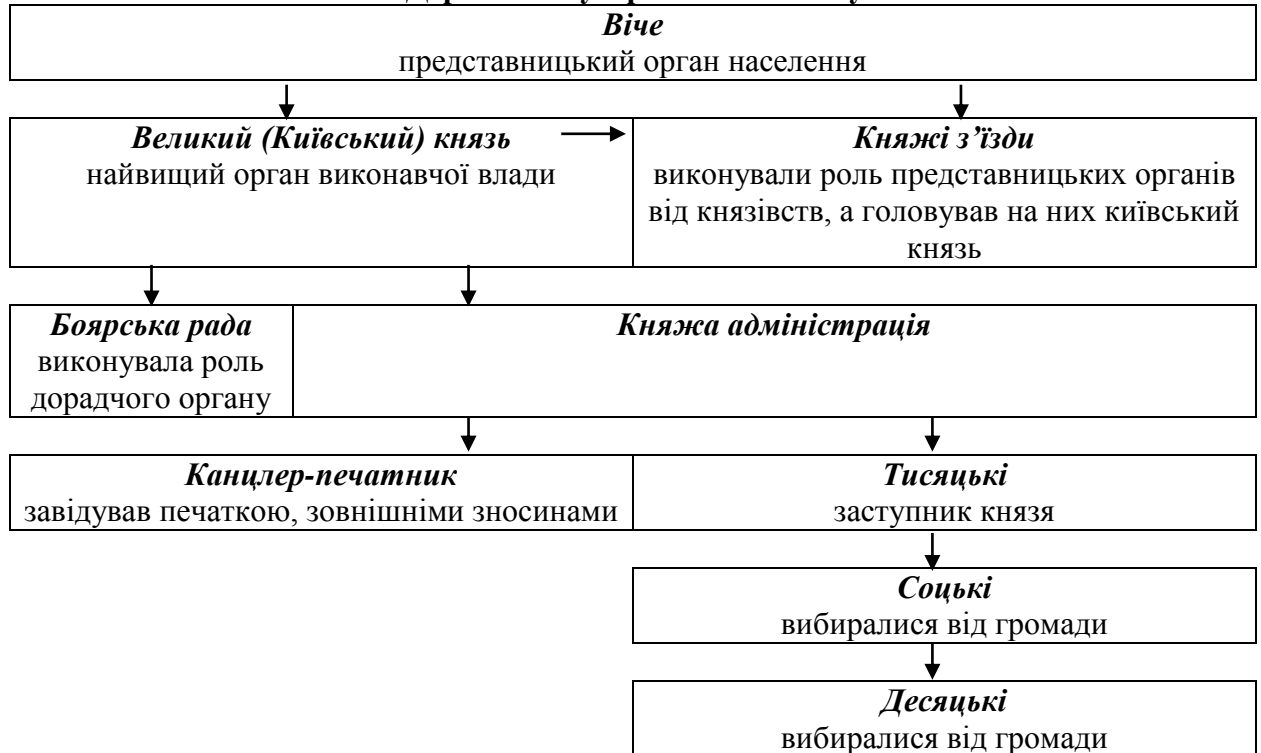 Віче
представницький орган населення
Великий (Київський) князь
найвищий орган виконавчої влади
Княжі з’їзди
виконували роль представницьких органів
від князівств, а головував на них київський
князь
Боярська рада
виконувала роль
дорадчого органу
Княжа адміністрація
Канцлер-печатник
завідував печаткою, зовнішніми зносинами
Тисяцькі
заступник князя
Соцькі
вибиралися від громади
Десяцькі
вибиралися від громади